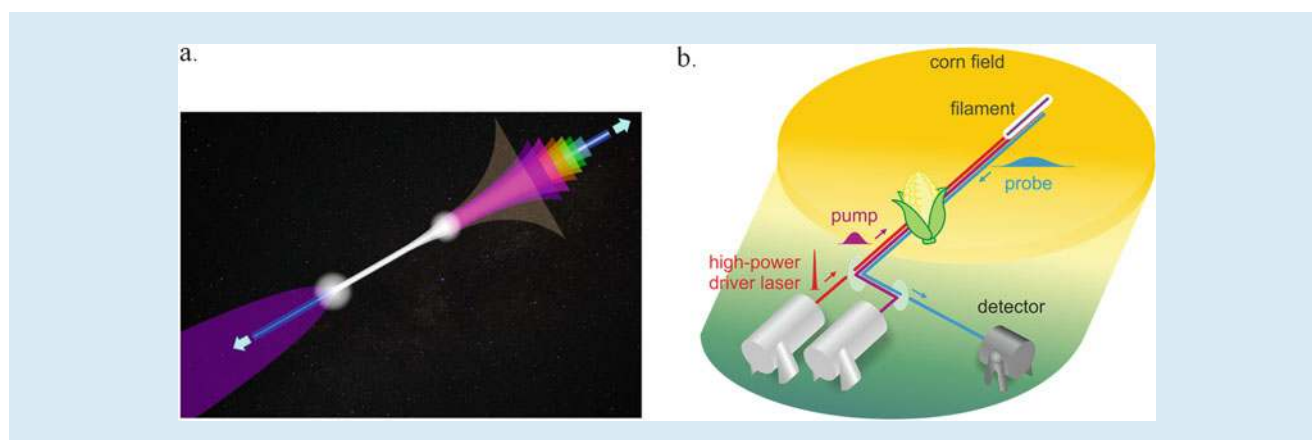 a.
b.
corn field
filament
probe
pump
high-power
driver laser
detector